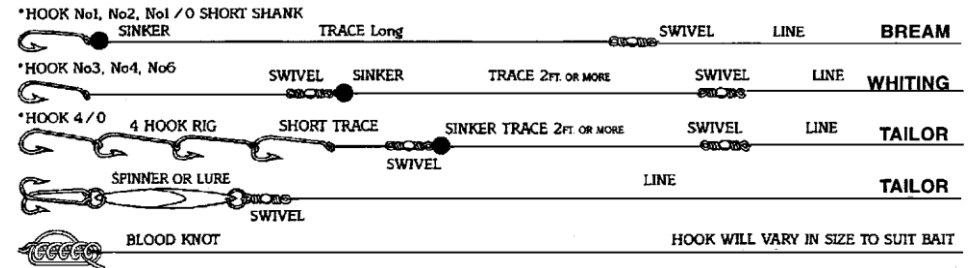 *HOOK No1, No2, No1/0 SHORT SHANK
SINKER TRACE Long SWIVEL LINE BREAM
*HOOK No3, No4, No6
SWIVEL SINKER TRACE 2FT. OR MORE SWIVEL LINE WHITING
*HOOK 4/0
4 HOOK RIG SHORT TRACE SINKER TRACE 2FT. OR MORE SWIVEL LINE TAILOR
SWIVEL
SPINNER OR LURE LINE TAILOR
SWIVEL
BLOOD KNOT HOOK WILL VARY IN SIZE TO SUIT BAIT